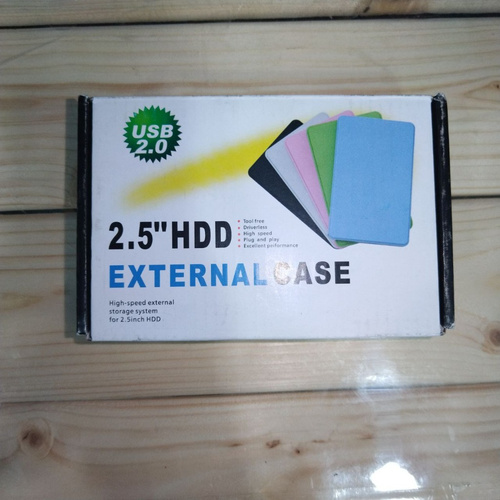 USB
2.0
2.5" HDD
Tool free
Driverless
High speed
Plug and play
Excellent performance
EXTERNAL CASE
High-speed external
storage system
for 2.5inch HDD